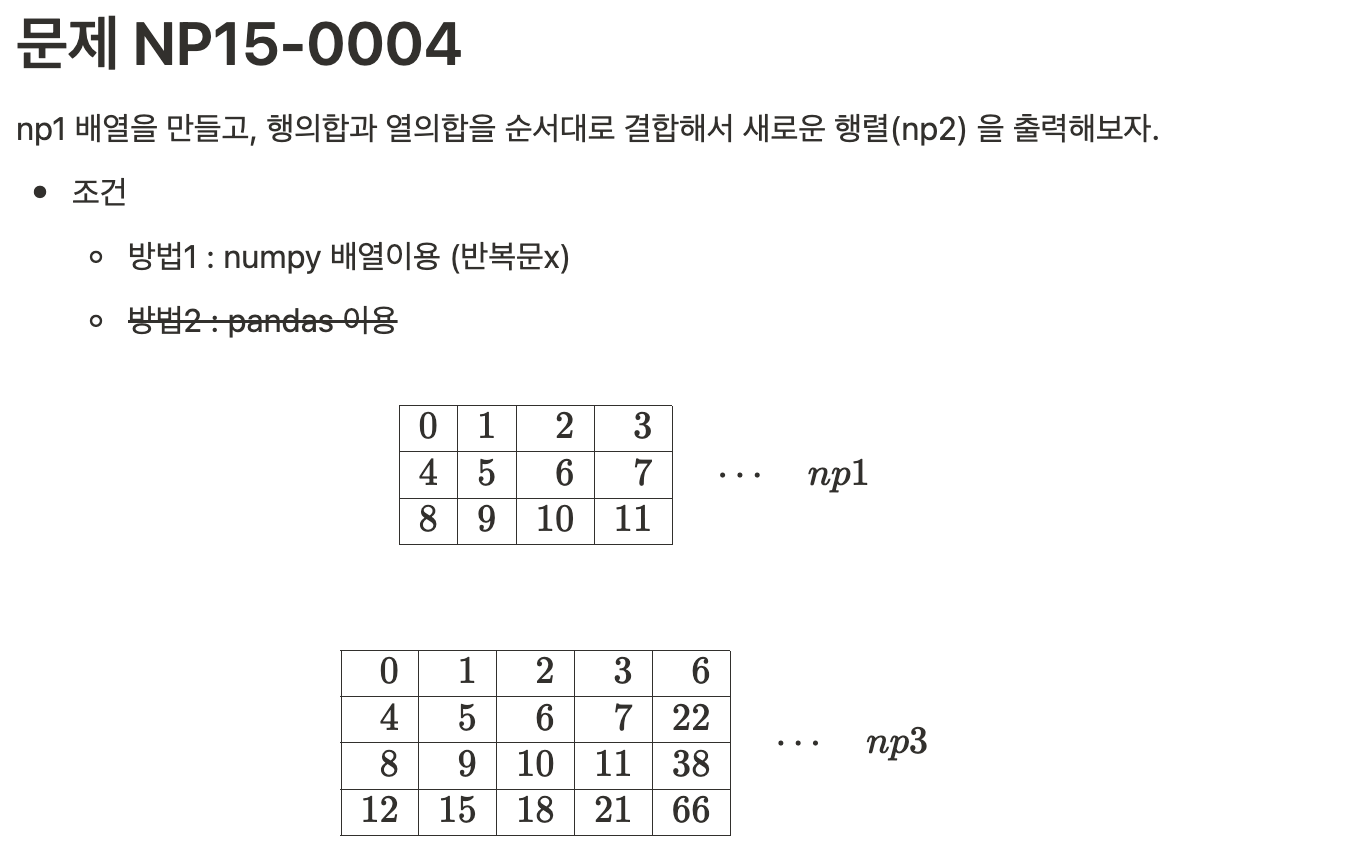 문제 NP15-0004
np1 배열을 만들고, 행의합과 열의합을 순서대로 결합해서 새로운 행렬(np2) 을 출력해보자.
조건
방법1 : numpy 배열이용 (반복문x)
방법2 : pandas 이용
0 1 2 3
4 5 6 7 ⋯ np1
8 9 10 11
0 1 2 3 6
4 5 6 7 22
8 9 10 11 38
12 15 18 21 66
⋯ np3